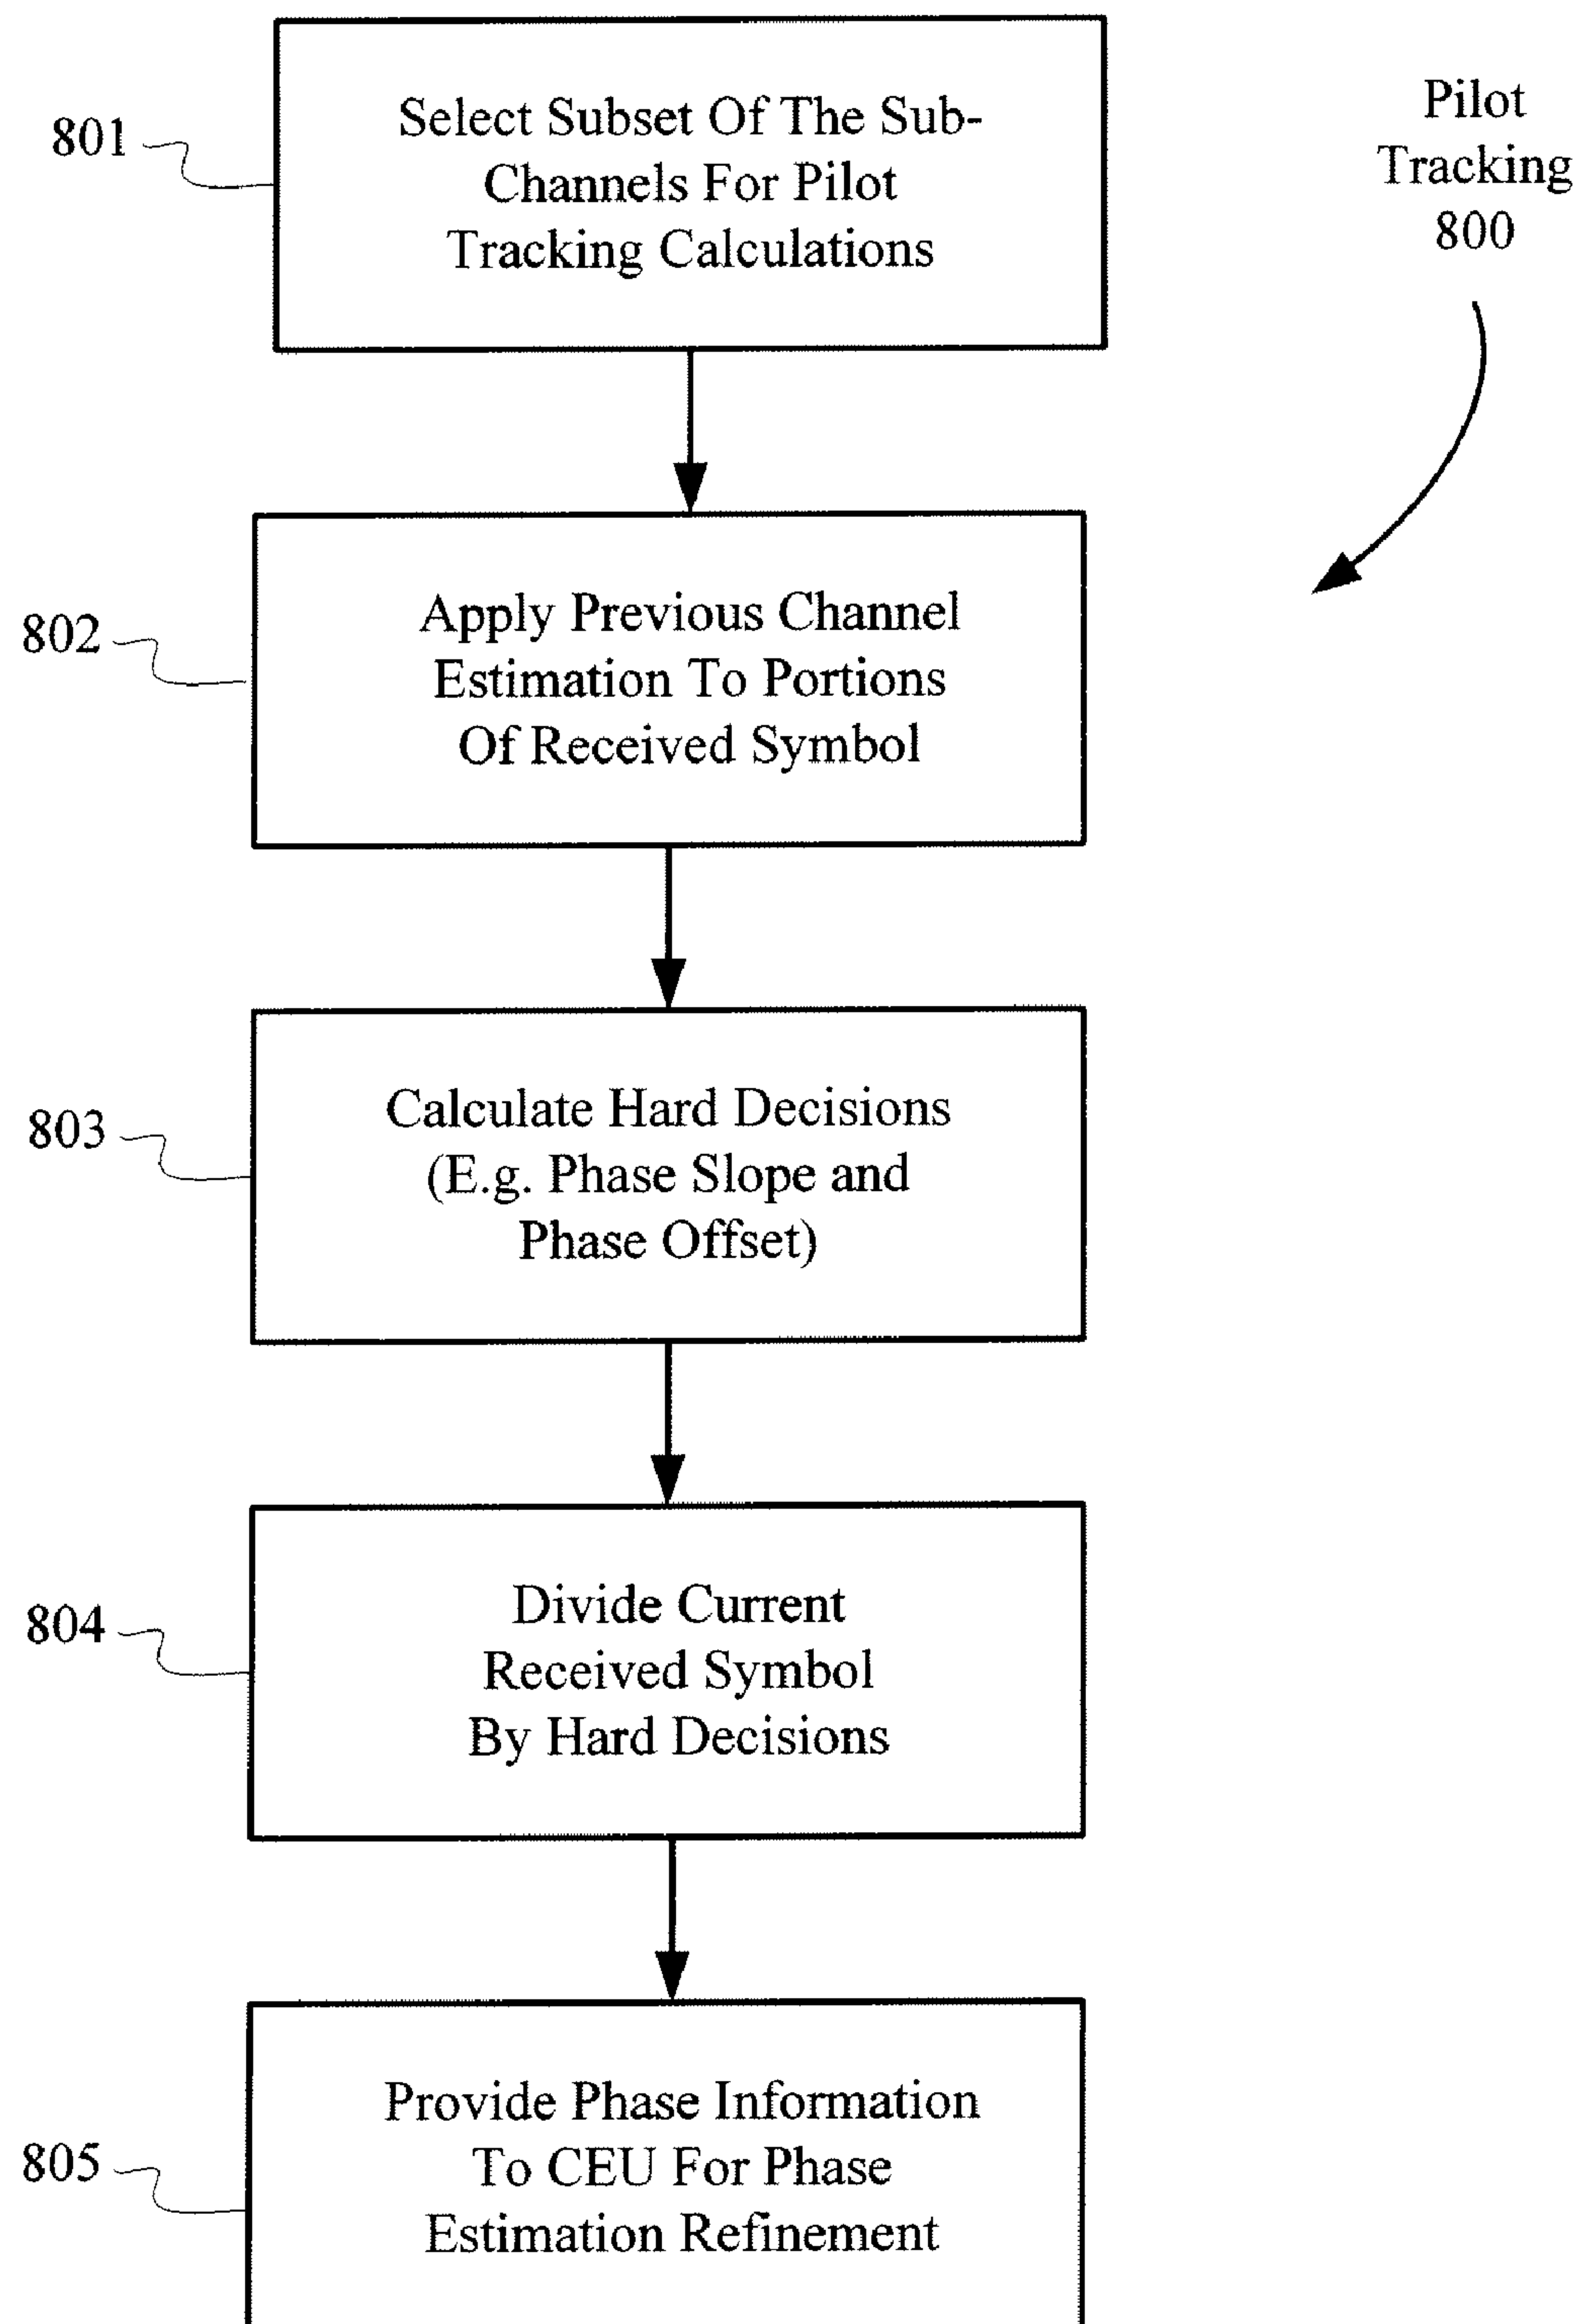 801
Select Subset Of The Sub-
Channels For Pilot
Tracking Calculations
Pilot
Tracking
800
802
Apply Previous Channel
Estimation To Portions
Of Received Symbol
803
Calculate Hard Decisions
(E.g. Phase Slope and
Phase Offset)
804
Divide Current
Received Symbol
By Hard Decisions
805
Provide Phase Information
To CEU For Phase
Estimation Refinement